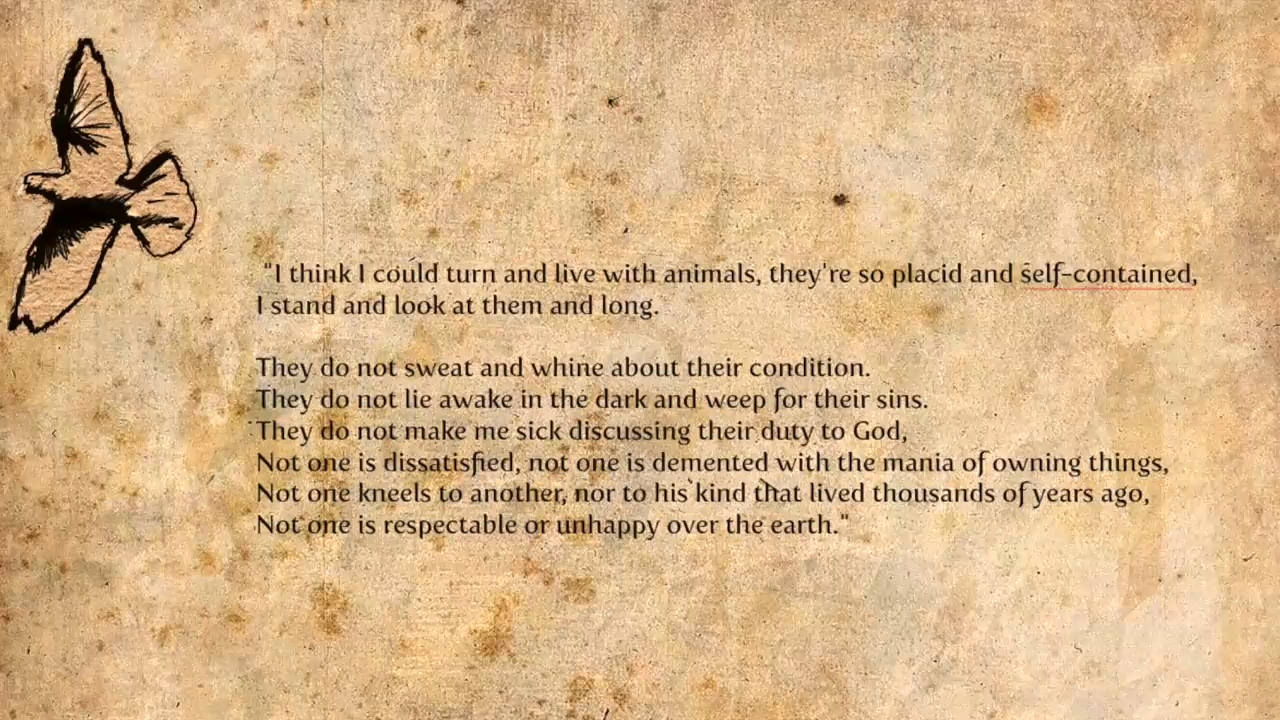 "I think I could turn and live with animals, they're so placid and self-contained,
I stand and look at them and long.
They do not sweat and whine about their condition.
They do not lie awake in the dark and weep for their sins.
They do not make me sick discussing their duty to God,
Not one is dissatisfied, not one is demented with the mania of owning things,
Not one kneels to another, nor to his kind that lived thousands of years ago,
Not one is respectable or unhappy over the earth."